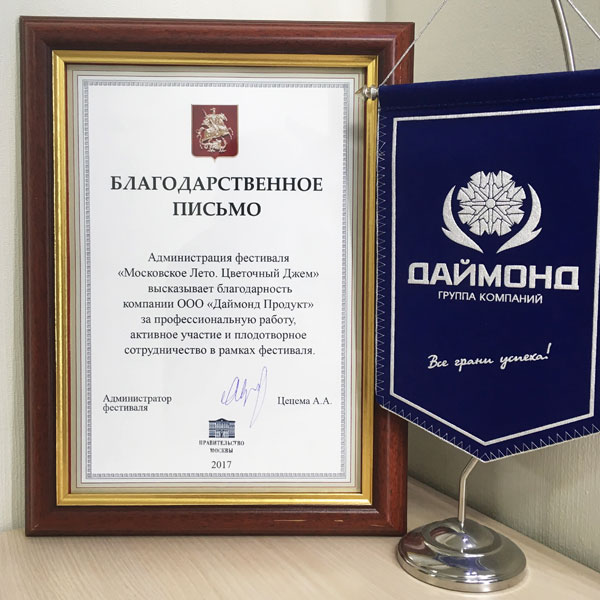 БЛАГОДАРСТВЕННОЕ
ПИСЬМО
Администрация фестиваля
«Московское Лето. Цветочный Джем»
высказывает благодарность
компании ООО «Даймонд Продукт»
за профессиональную работу,
активное участие и плодотворное
сотрудничество в рамках фестиваля.
Администратор
фестиваля
Цецема А.А.
ПРАВИТЕЛЬСТВО
МОСКВЫ
2017
ДАЙМОНД
ГРУППА КОМПАНИЙ
Все грани успеха!